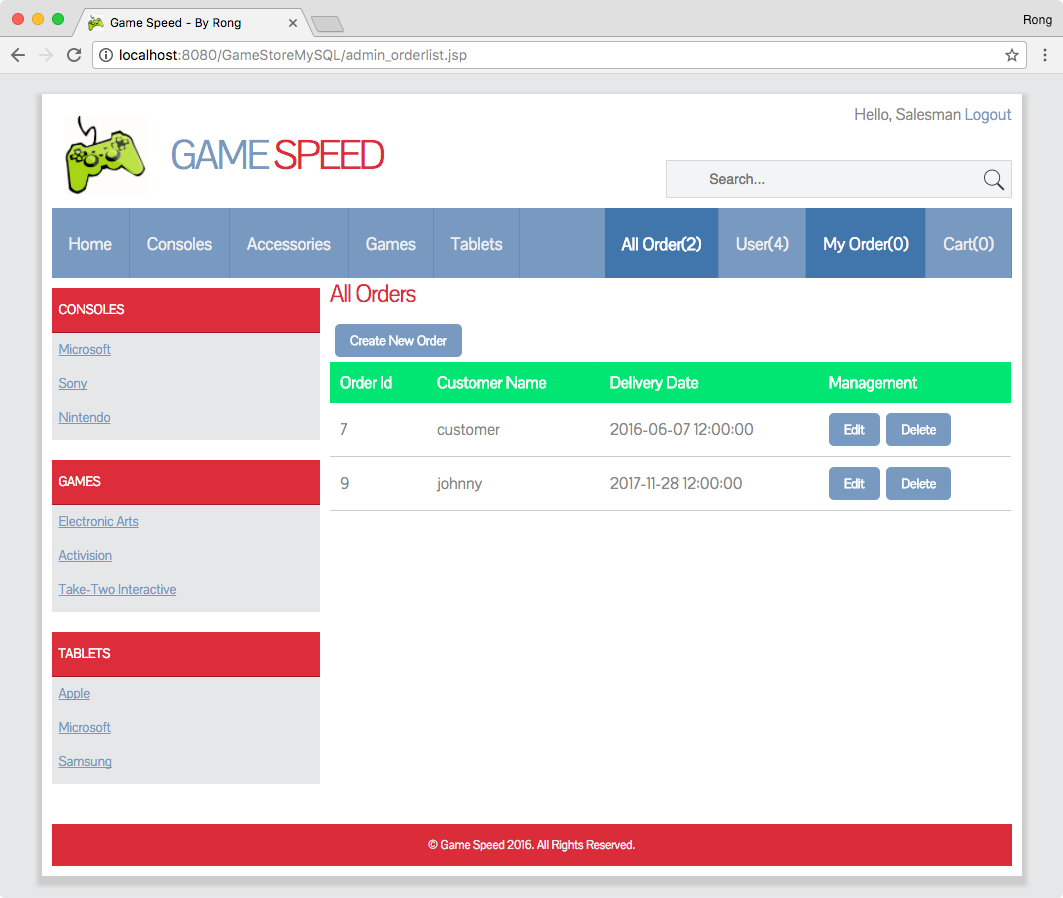 Game Speed - By Rong
Rong
localhost:8080/GameStoreMySQL/admin_orderlist.jsp
Hello, Salesman Logout
GAME SPEED
Search...
Home Consoles Accessories Games Tablets All Order(2) User(4) My Order(0) Cart(0)
CONSOLES
Microsoft
Sony
Nintendo
GAMES
Electronic Arts
Activision
Take-Two Interactive
TABLETS
Apple
Microsoft
Samsung
All Orders
Create New Order
Order Id Customer Name Delivery Date Management
7 customer 2016-06-07 12:00:00 Edit Delete
9 johnny 2017-11-28 12:00:00 Edit Delete
© Game Speed 2016. All Rights Reserved.